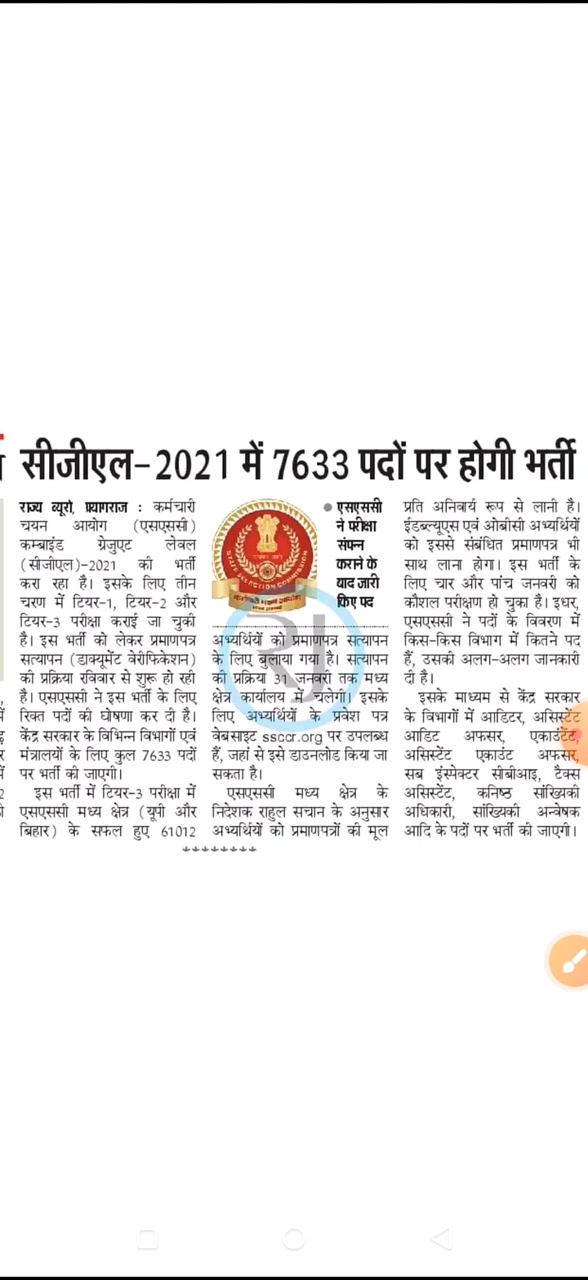 सीजीएल-2021 में 7633 पदों पर होगी भर्ती
राज्य ब्यूरो, प्रयागराज : कर्मचारी
चयन आयोग (एसएससी)
कम्बाइंड ग्रेजुएट लेवल
(सीजीएल)-2021 की भर्ती
करा रहा है। इसके लिए तीन
चरण में टियर-1, टियर-2 और
टियर-3 परीक्षा कराई जा चुकी
है। इस भर्ती को लेकर प्रमाणपत्र
सत्यापन (डाक्यूमेंट वेरीफिकेशन)
की प्रक्रिया रविवार से शुरू हो रही
है। एसएससी ने इस भर्ती के लिए
रिक्त पदों की घोषणा कर दी है।
केंद्र सरकार के विभिन्न विभागों एवं
मंत्रालयों के लिए कुल 7633 पदों
पर भर्ती की जाएगी।
इस भर्ती में टियर-3 परीक्षा में
एसएससी मध्य क्षेत्र (यूपी और
बिहार) के सफल हुए 61012
STAFF SELECTION COMMISSION
● एसएससी
ने परीक्षा
संपन्न
कराने के
बाद जारी
किए पद
अभ्यर्थियों को प्रमाणपत्र सत्यापन
के लिए बुलाया गया है। सत्यापन
की प्रक्रिया 31 जनवरी तक मध्य
क्षेत्र कार्यालय में चलेगी। इसके
लिए अभ्यर्थियों के प्रवेश पत्र
वेबसाइट ssccr.org पर उपलब्ध
हैं, जहां से इसे डाउनलोड किया जा
सकता है।
एसएससी मध्य क्षेत्र के
निदेशक राहुल सचान के अनुसार
अभ्यर्थियों को प्रमाणपत्रों की मूल
प्रति अनिवार्य रूप से लानी है।
ईडब्ल्यूएस एवं ओबीसी अभ्यर्थियों
को इससे संबंधित प्रमाणपत्र भी
साथ लाना होगा। इस भर्ती के
लिए चार और पांच जनवरी को
कौशल परीक्षण हो चुका है। इधर,
एसएससी ने पदों के विवरण में
किस-किस विभाग में कितने पद
हैं, उसकी अलग-अलग जानकारी
दी है।
इसके माध्यम से केंद्र सरकार
के विभागों में आडिटर, असिस्टेंट
आडिट अफसर, एकाउंटेंट,
असिस्टेंट एकाउंट अफसर,
सब इंस्पेक्टर सीबीआइ, टैक्स
असिस्टेंट, कनिष्ठ सांख्यिकी
अधिकारी, सांख्यिकी अन्वेषक
आदि के पदों पर भर्ती की जाएगी।